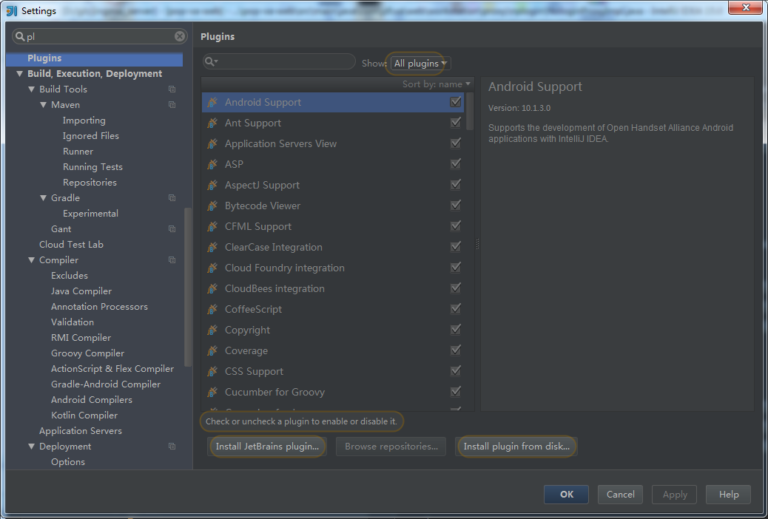 Settings
pl
Plugins
Build, Execution, Deployment
Build Tools
Maven
Importing
Ignored Files
Runner
Running Tests
Repositories
Gradle
Experimental
Gant
Cloud Test Lab
Compiler
Excludes
Java Compiler
Annotation Processors
Validation
RMI Compiler
Groovy Compiler
ActionScript & Flex Compiler
Gradle-Android Compiler
Android Compilers
Kotlin Compiler
Application Servers
Deployment
Options
Plugins
Show: All plugins
Sort by: name
Android Support
Ant Support
Application Servers View
ASP
AspectJ Support
Bytecode Viewer
CFML Support
ClearCase Integration
Cloud Foundry integration
CloudBees integration
CoffeeScript
Copyright
Coverage
CSS Support
Cucumber for Groovy
Check or uncheck a plugin to enable or disable it.
Install JetBrains plugin...
Browse repositories...
Install plugin from disk...
Android Support
Version: 10.1.3.0
Supports the development of Open Handset Alliance Android
applications with IntelliJ IDEA.
OK
Cancel
Apply
Help